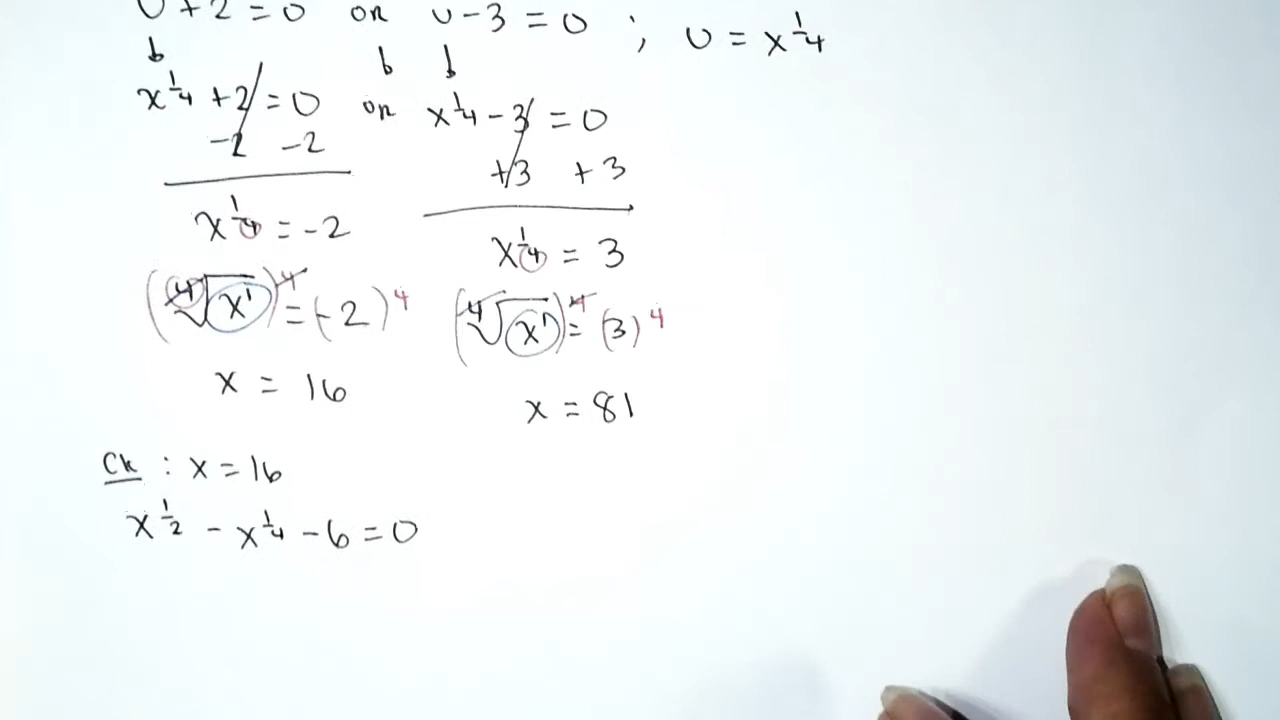 U + 2 = 0 or U - 3 = 0 ; U = x^1/4
x^1/4 + 2 = 0 or x^1/4 - 3 = 0
-2 -2 +3 +3
x^1/4 = -2 x^1/4 = 3
(∜x¹)^4 = (-2)^4 (∜x¹)^4 = (3)^4
x = 16 x = 81
Ck : x = 16
x^1/2 - x^1/4 - 6 = 0